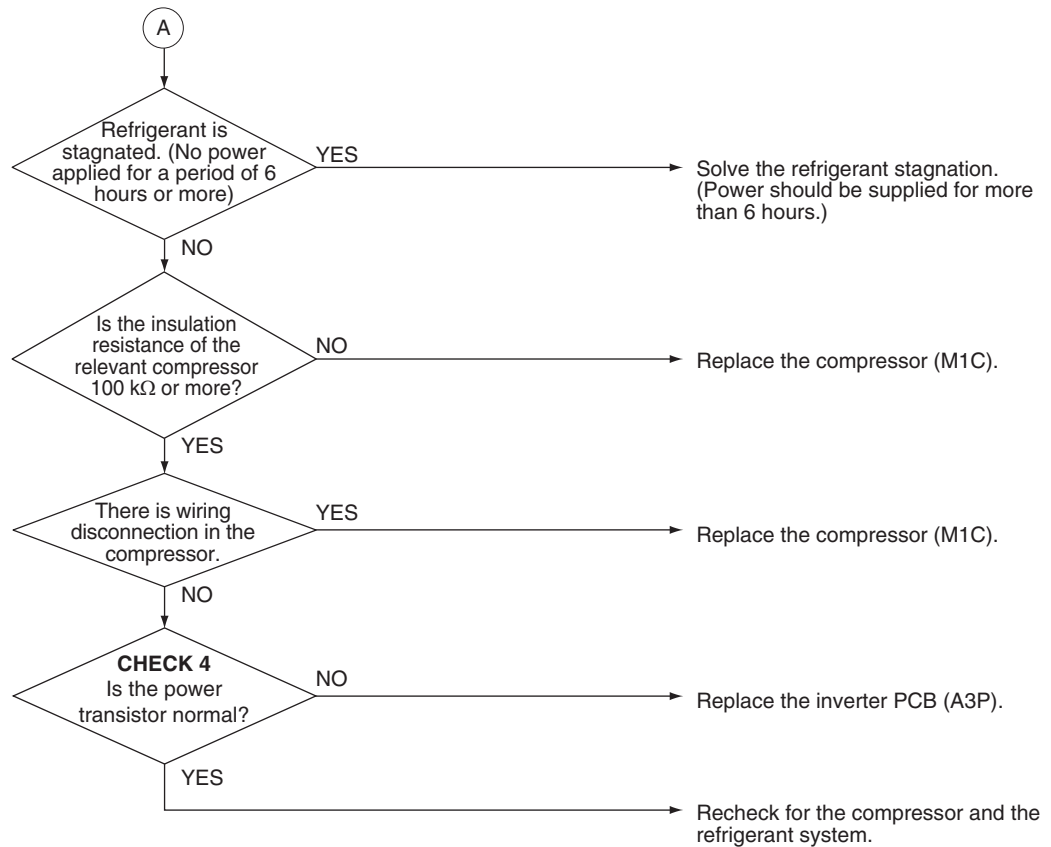 A
Refrigerant is
stagnated. (No power
applied for a period of 6
hours or more)
YES
Solve the refrigerant stagnation.
(Power should be supplied for more
than 6 hours.)
NO
Is the insulation
resistance of the
relevant compressor
100 kΩ or more?
NO
Replace the compressor (M1C).
YES
There is wiring
disconnection in the
compressor.
YES
Replace the compressor (M1C).
NO
CHECK 4
Is the power
transistor normal?
NO
Replace the inverter PCB (A3P).
YES
Recheck for the compressor and the
refrigerant system.